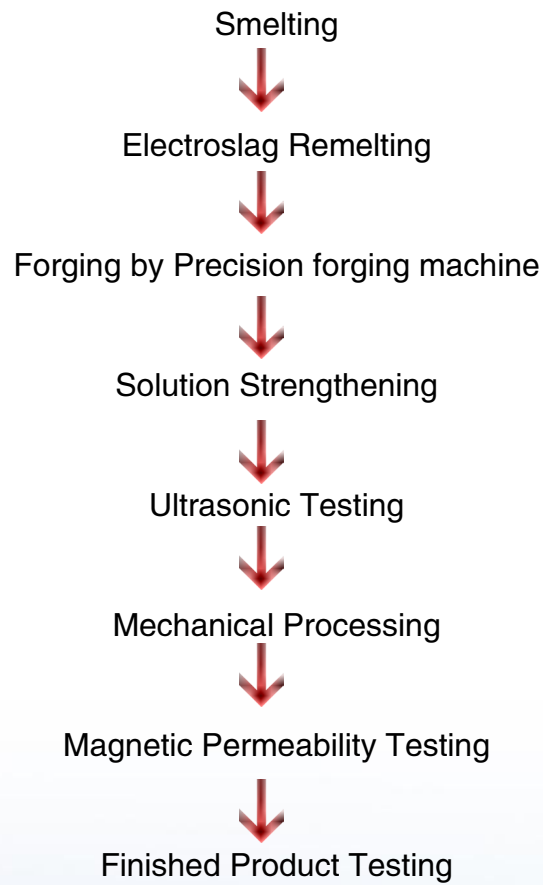 Smelting
Electroslag Remelting
Forging by Precision forging machine
Solution Strengthening
Ultrasonic Testing
Mechanical Processing
Magnetic Permeability Testing
Finished Product Testing